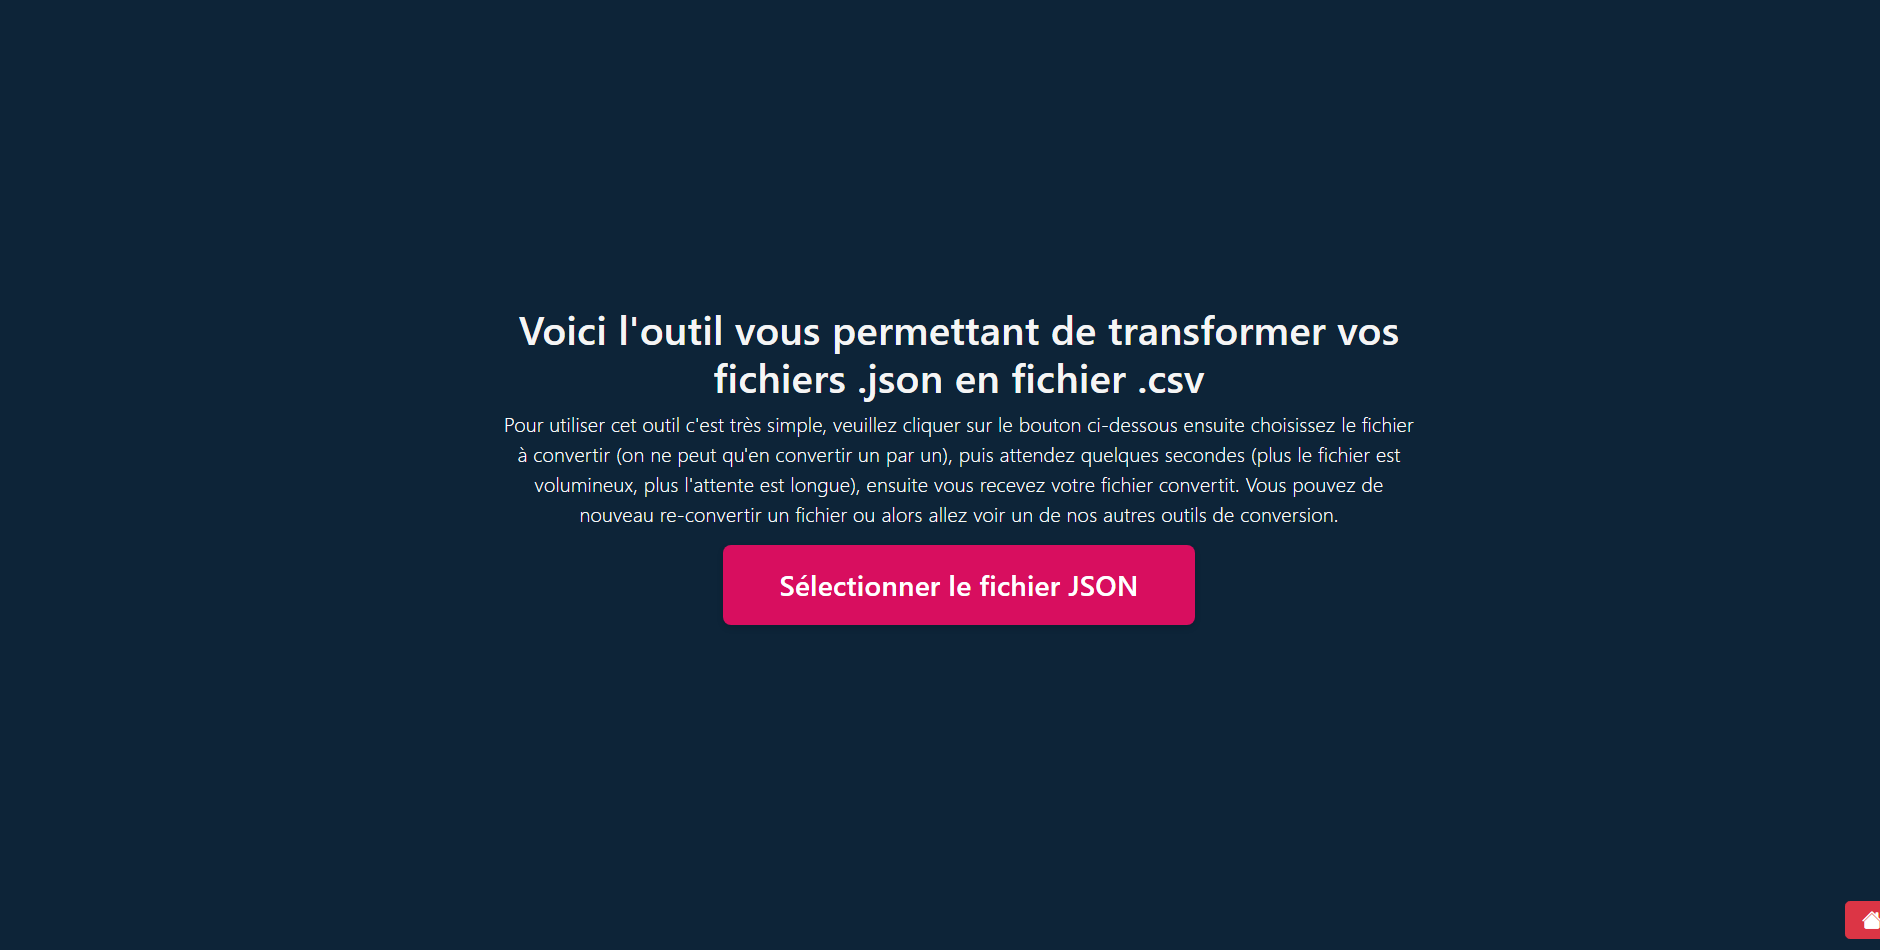 Voici l'outil vous permettant de transformer vos
fichiers .json en fichier .csv
Pour utiliser cet outil c'est très simple, veuillez cliquer sur le bouton ci-dessous ensuite choisissez le fichier
à convertir (on ne peut qu'en convertir un par un), puis attendez quelques secondes (plus le fichier est
volumineux, plus l'attente est longue), ensuite vous recevez votre fichier convertit. Vous pouvez de
nouveau re-convertir un fichier ou alors allez voir un de nos autres outils de conversion.
Sélectionner le fichier JSON